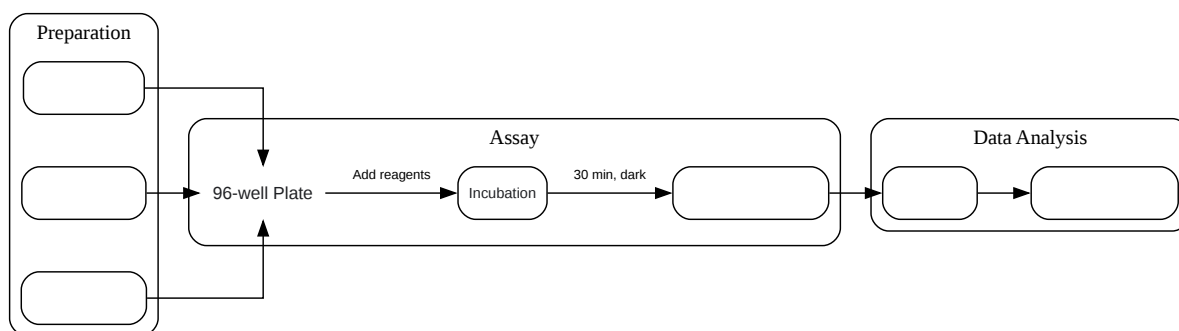 Preparation
Assay
Data Analysis
96-well Plate
Add reagents
Incubation
30 min, dark